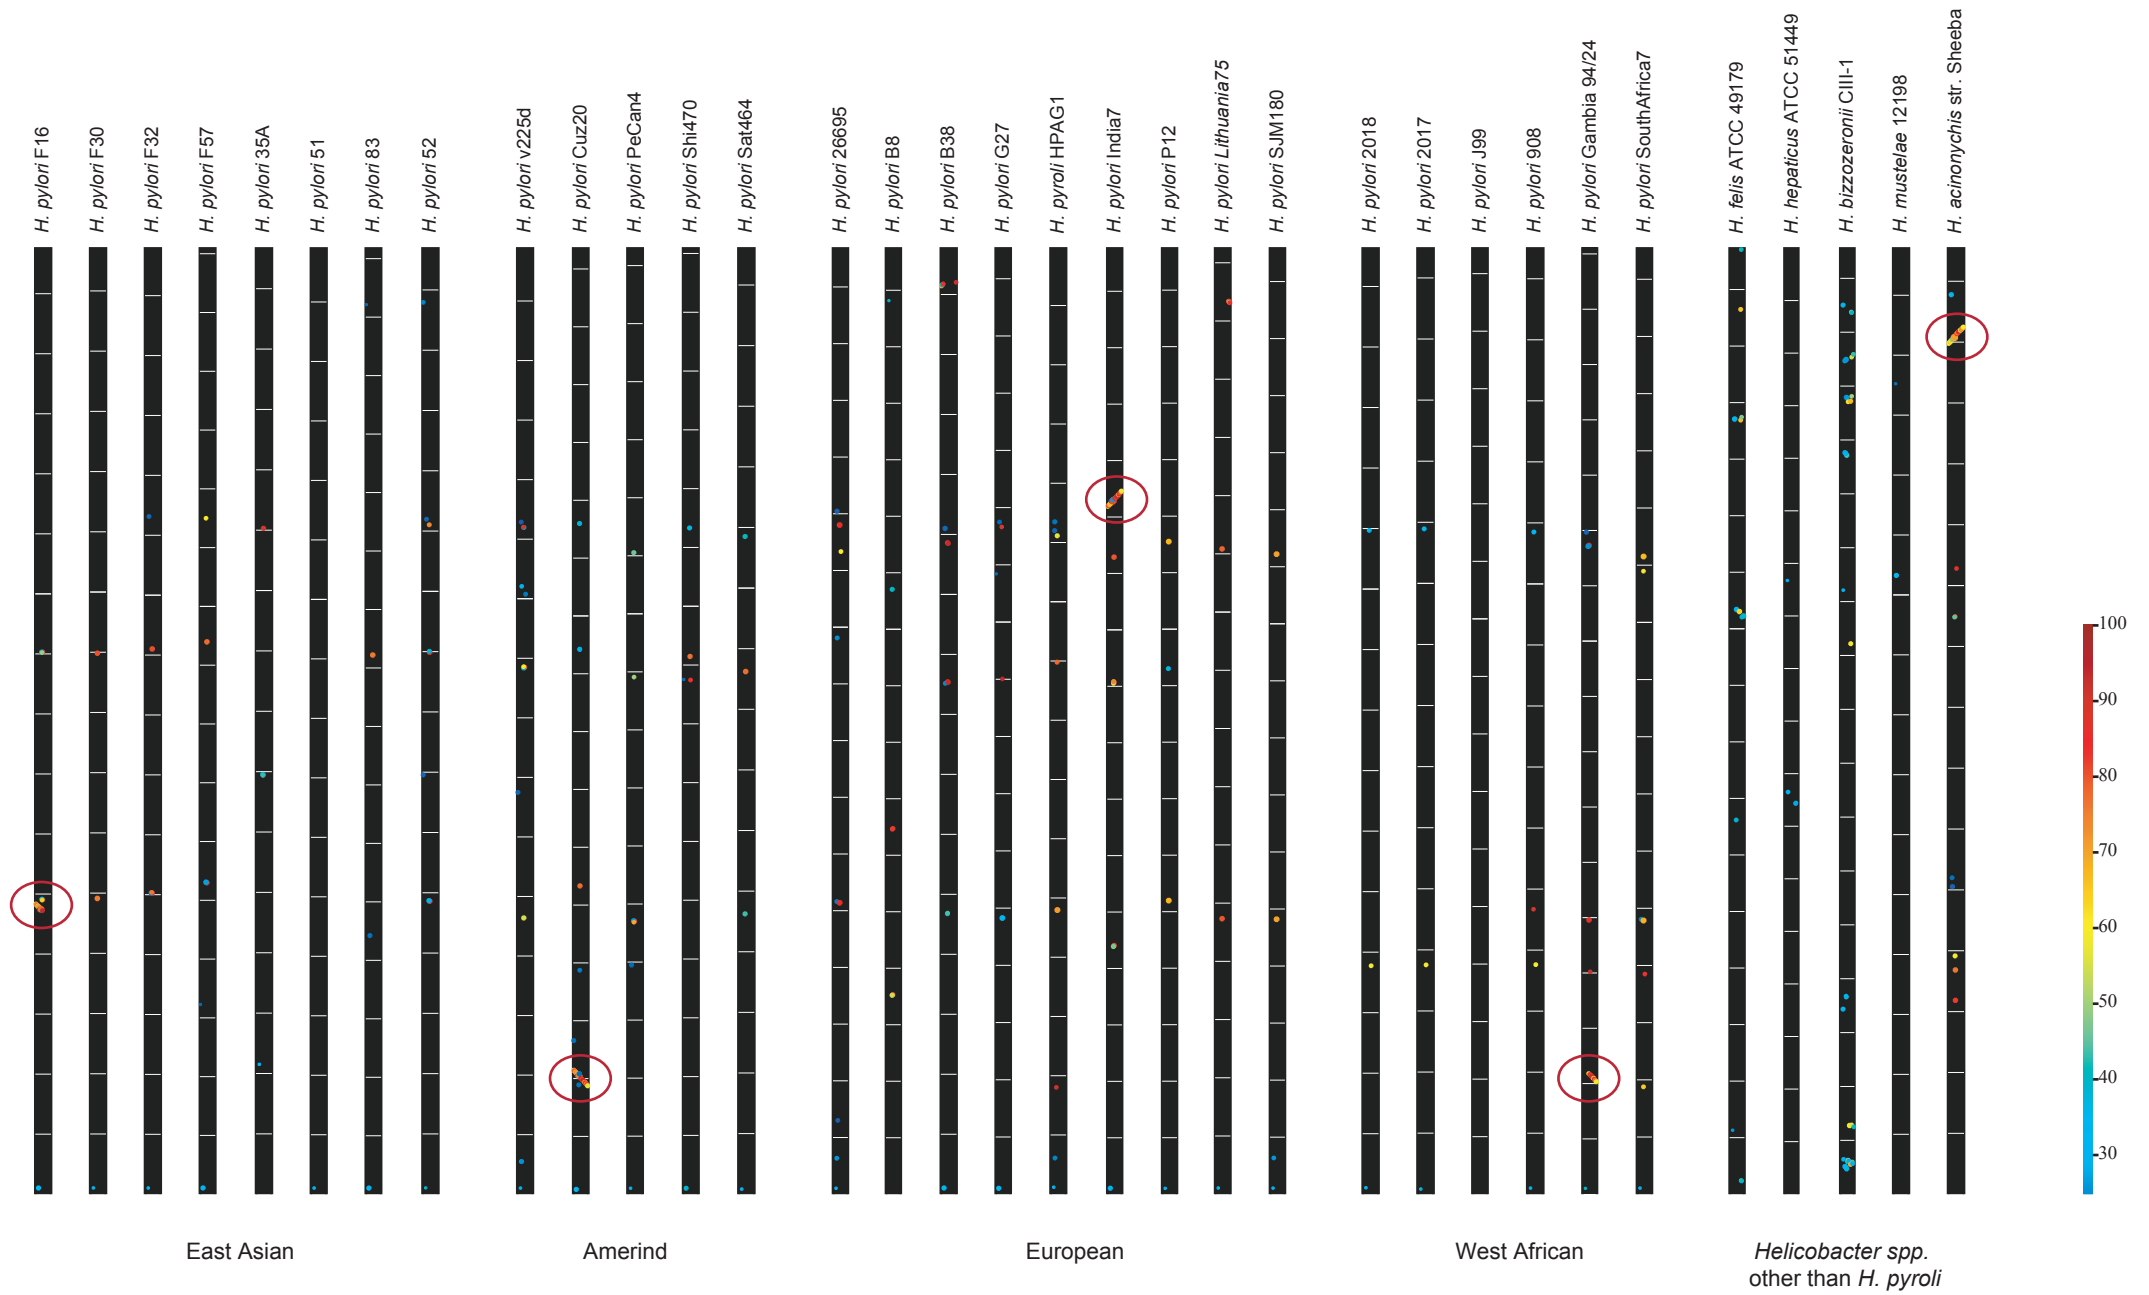 H. pylori F16
H. pylori F30
H. pylori F32
H. pylori F57
H. pylori 35A
H. pylori 51
H. pylori 83
H. pylori 52
H. pylori v225d
H. pylori Cuz20
H. pylori PeCan4
H. pylori Shi470
H. pylori Sat464
H. pylori 26695
H. pylori B8
H. pylori B38
H. pylori G27
H. pyroli HPAG1
H. pylori India7
H. pylori P12
H. pylori Lithuania75
H. pylori SJM180
H. pylori 2018
H. pylori 2017
H. pylori J99
H. pylori 908
H. pylori Gambia 94/24
H. pylori SouthAfrica7
H. felis ATCC 49179
H. hepaticus ATCC 51449
H. bizzozeronii CIII-1
H. mustelae 12198
H. acinonychis str. Sheeba
100
90
80
70
60
50
40
30
East Asian
Amerind
European
West African
Helicobacter spp.
other than H. pyroli